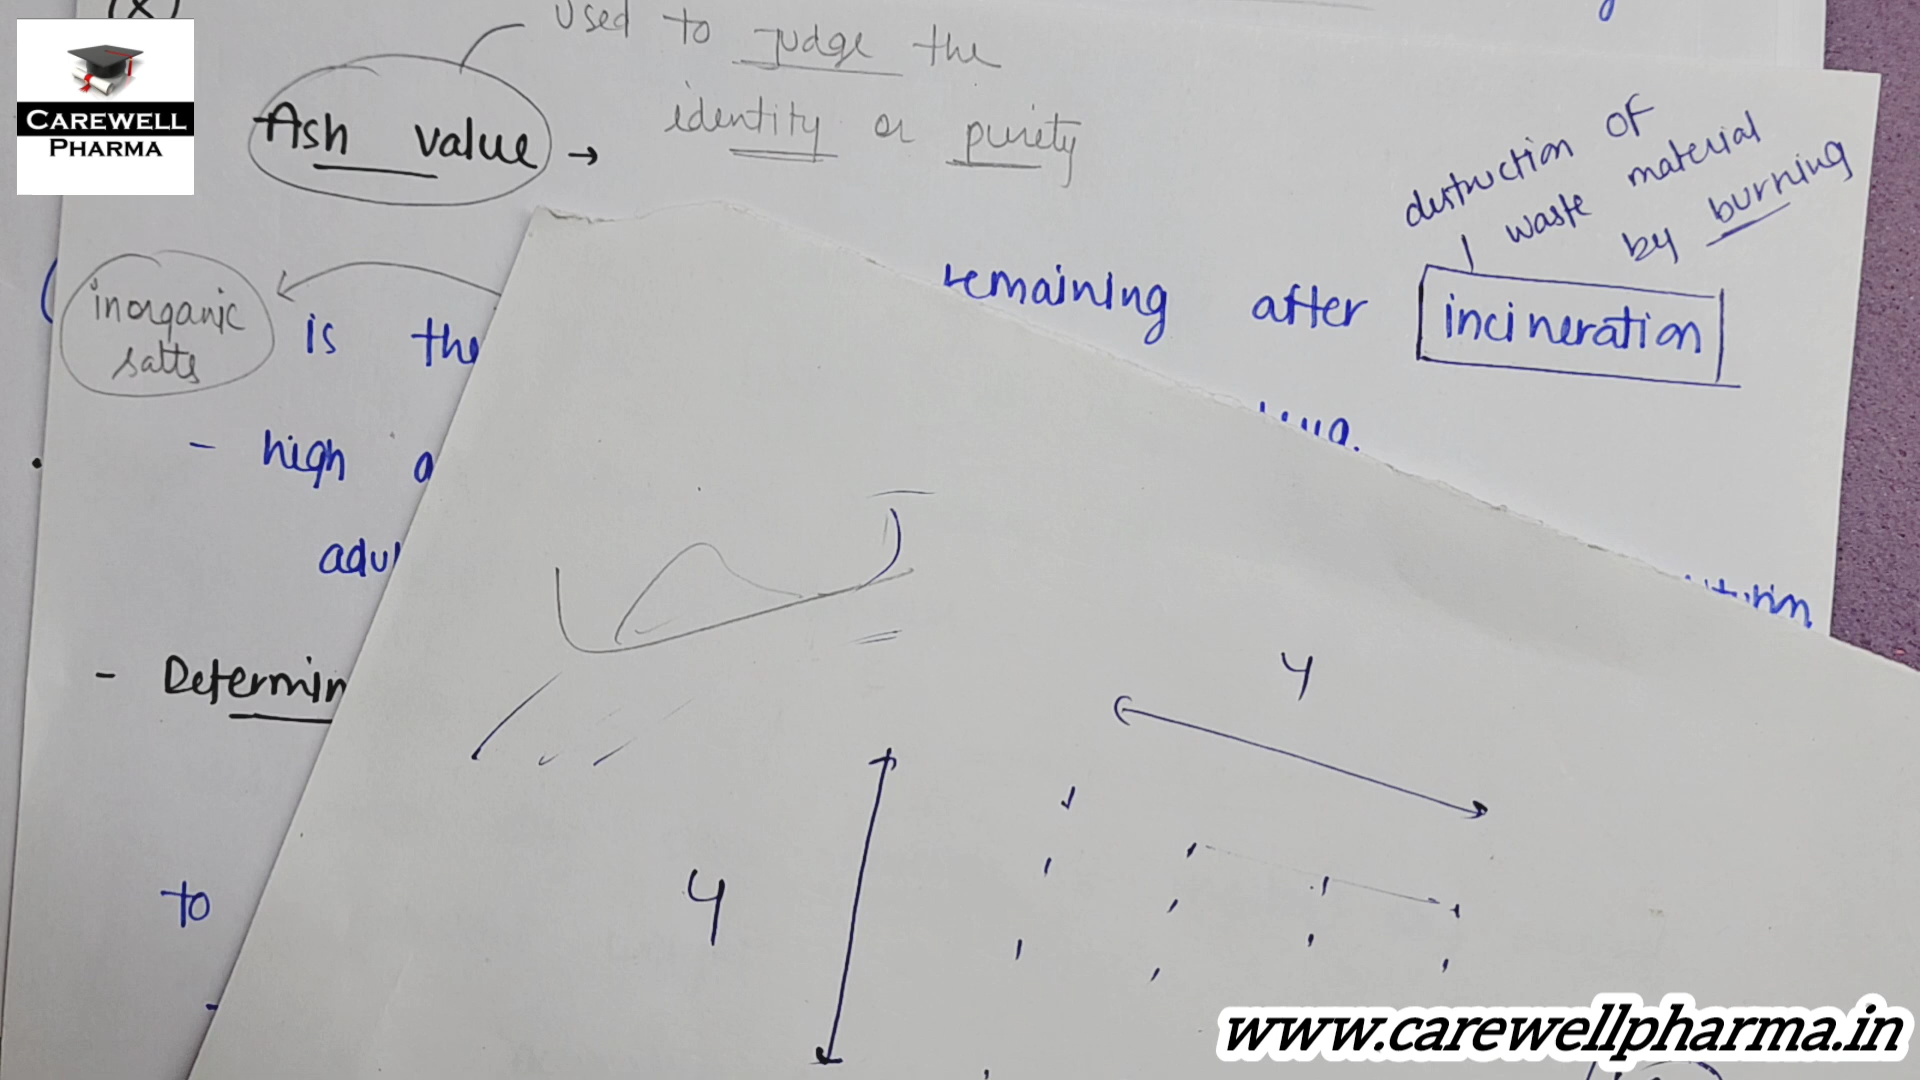 (x)
CAREWELL
PHARMA
Used to judge the
Ash value →
identity or purity
destruction of
waste material
by burning
inorganic
salts
is the remaining after incineration
- high a
adul
- Determin
4
4
to
-
www.carewellpharma.in